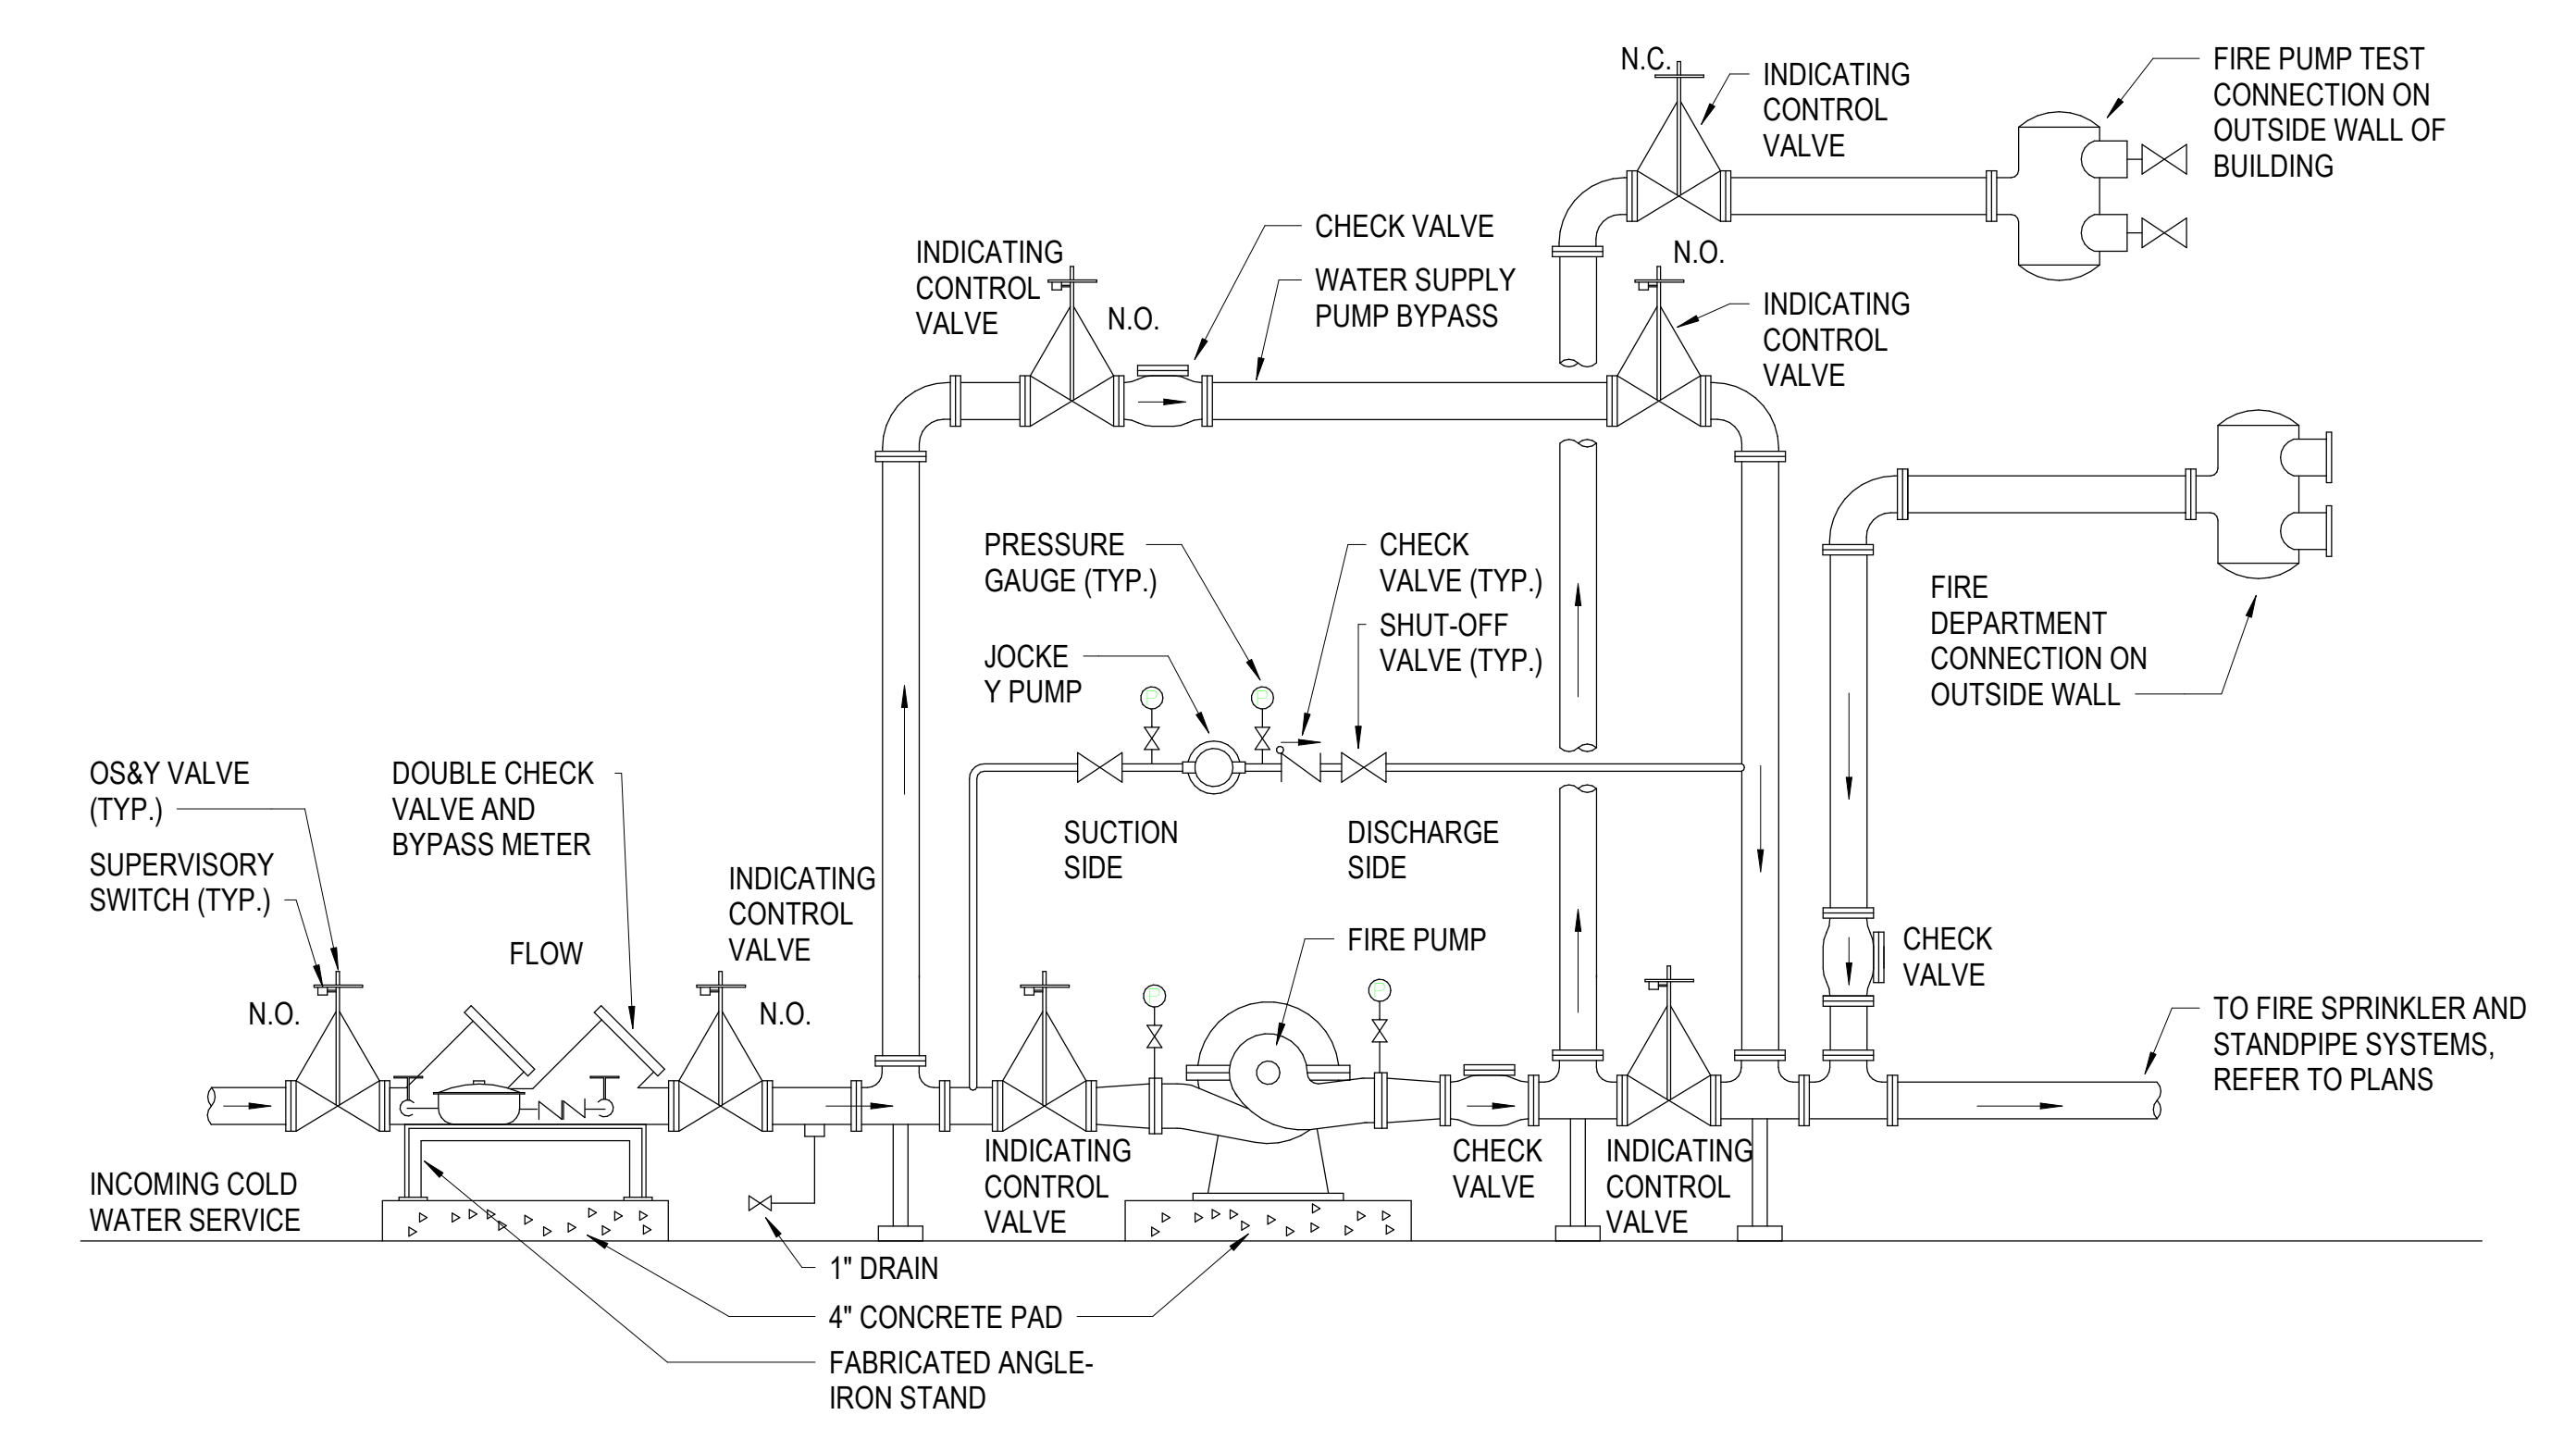 N.C.
INDICATING
CONTROL
VALVE
FIRE PUMP TEST
CONNECTION ON
OUTSIDE WALL OF
BUILDING
CHECK VALVE
WATER SUPPLY
PUMP BYPASS
INDICATING
CONTROL
VALVE
N.O.
N.O.
INDICATING
CONTROL
VALVE
PRESSURE
GAUGE (TYP.)
CHECK
VALVE (TYP.)
SHUT-OFF
VALVE (TYP.)
JOCKE
Y PUMP
P
P
FIRE
DEPARTMENT
CONNECTION ON
OUTSIDE WALL
OS&Y VALVE
(TYP.)
SUPERVISORY
SWITCH (TYP.)
DOUBLE CHECK
VALVE AND
BYPASS METER
SUCTION
SIDE
DISCHARGE
SIDE
INDICATING
CONTROL
VALVE
FLOW
FIRE PUMP
CHECK
VALVE
N.O.
N.O.
P
P
TO FIRE SPRINKLER AND
STANDPIPE SYSTEMS,
REFER TO PLANS
INCOMING COLD
WATER SERVICE
INDICATING
CONTROL
VALVE
CHECK
VALVE
INDICATING
CONTROL
VALVE
1" DRAIN
4" CONCRETE PAD
FABRICATED ANGLE-
IRON STAND